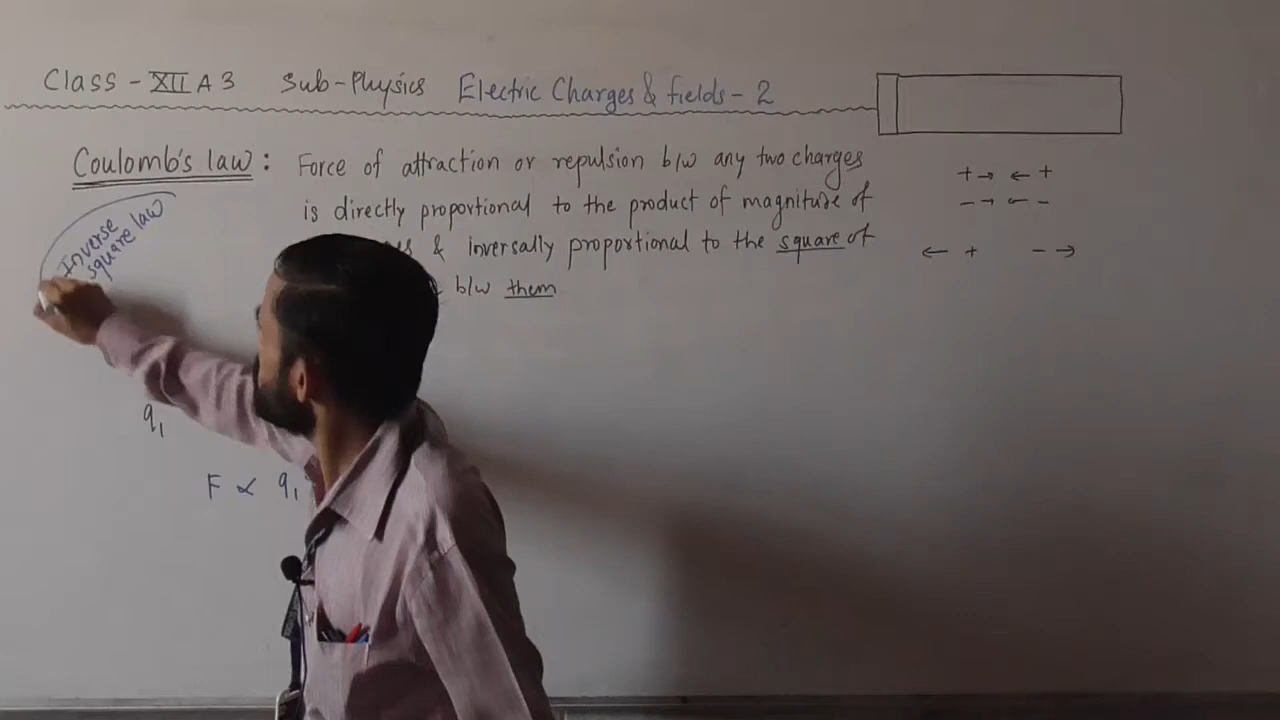 Class - XII A 3 Sub-Physics Electric Charges & fields - 2
Coulomb's law : Force of attraction or repulsion b/w any two charges
is directly proportional to the product of magnitude of
& inversally proportional to the square of
b/w them
Inverse
square law
+ → ← +
- → ← -
← + - →
q₁
F ∝ q₁